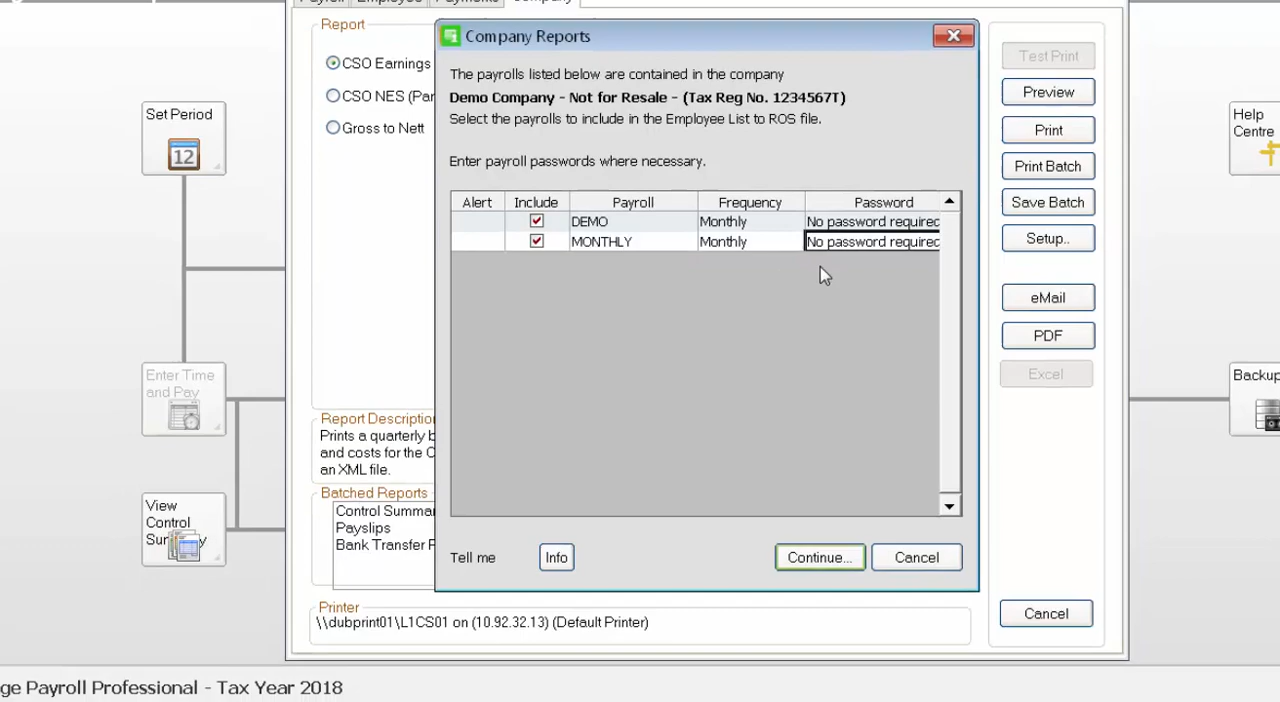 Company
Report
CSO Earnings
CSO NES (Par
Gross to Nett
Set Period
12
Enter Time
and Pay
View
Control
Company Reports
The payrolls listed below are contained in the company
Demo Company - Not for Resale - (Tax Reg No. 1234567T)
Select the payrolls to include in the Employee List to ROS file.
Enter payroll passwords where necessary.
Alert Include Payroll Frequency Password
DEMO Monthly No password required
MONTHLY Monthly No password required
Tell me Info Continue... Cancel
Report Description
Prints a quarterly b
and costs for the C
an XML file.
Batched Reports
Control Summa
Payslips
Bank Transfer F
Printer
\\dubprint01\L1CS01 on (10.92.32.13) (Default Printer)
Test Print
Preview
Print
Print Batch
Save Batch
Setup..
eMail
PDF
Excel
Cancel
Help
Centre
Backup
ge Payroll Professional - Tax Year 2018